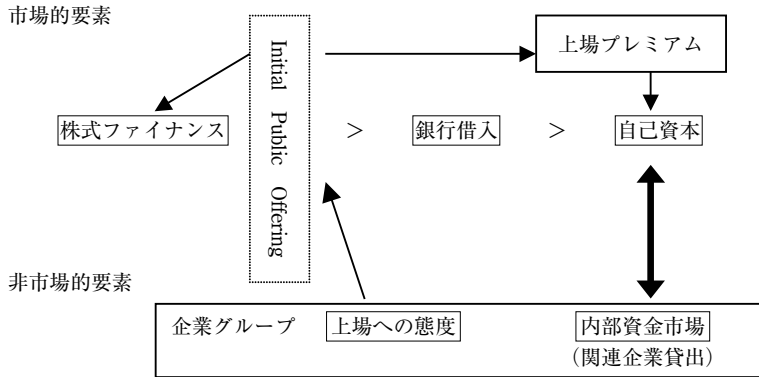 市場的要素
上場プレミアム
Initial Public Offering
株式ファイナンス > 銀行借入 > 自己資本
非市場的要素
企業グループ 上場への態度 内部資金市場
(関連企業貸出)